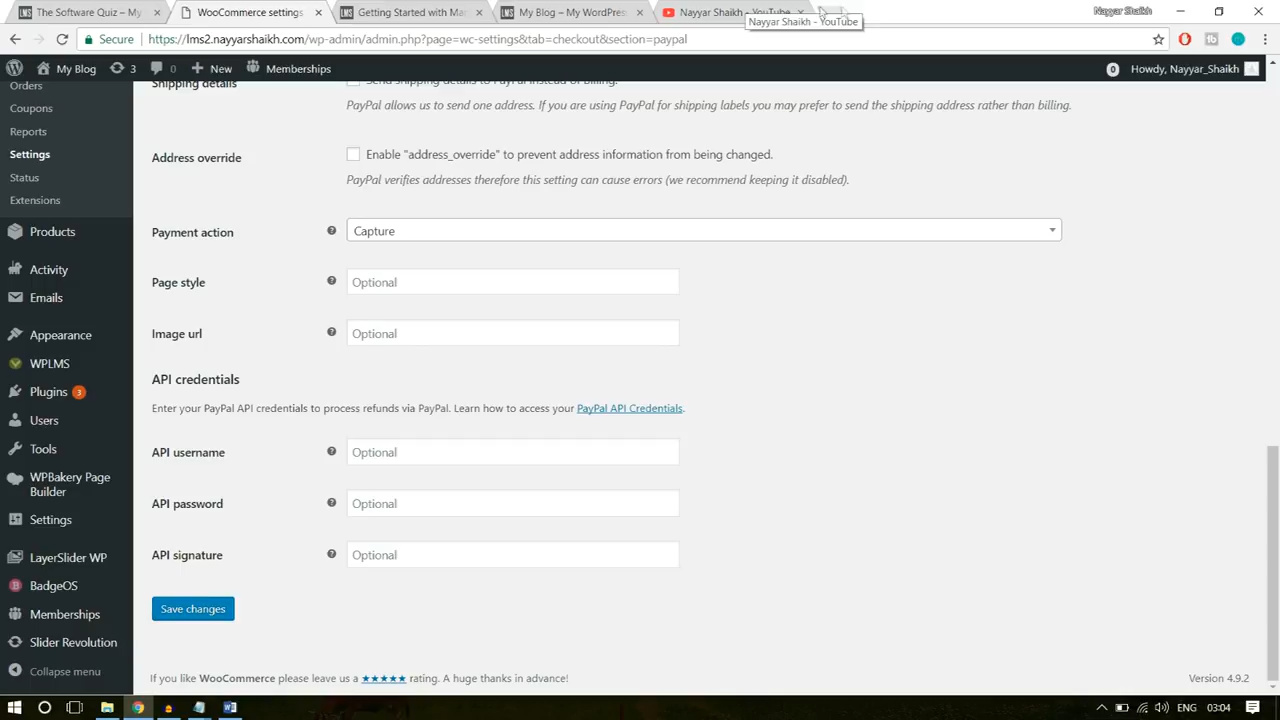 The Software Quiz – My
WooCommerce settings
Getting Started with Ma
My Blog – My WordPres
Nayyar Shaikh - YouTube
Nayyar Shaikh
Nayyar Shaikh - YouTube
Secure
https://lms2.nayyarshaikh.com/wp-admin/admin.php?page=wc-settings&tab=checkout&section=paypal
My Blog
3
0
New
Memberships
0
Howdy, Nayyar_Shaikh
Orders
Coupons
Reports
Settings
Status
Extensions
Products
Activity
Emails
Appearance
WPLMS
Plugins 3
Users
Tools
WPBakery Page
Builder
Settings
LayerSlider WP
BadgeOS
Memberships
Slider Revolution
Collapse menu
Shipping details
Send shipping details to PayPal instead of billing.
PayPal allows us to send one address. If you are using PayPal for shipping labels you may prefer to send the shipping address rather than billing.
Address override
Enable "address_override" to prevent address information from being changed.
PayPal verifies addresses therefore this setting can cause errors (we recommend keeping it disabled).
Payment action
Capture
Page style
Optional
Image url
Optional
API credentials
Enter your PayPal API credentials to process refunds via PayPal. Learn how to access your PayPal API Credentials.
API username
Optional
API password
Optional
API signature
Optional
Save changes
If you like WooCommerce please leave us a ★★★★★ rating. A huge thanks in advance!
Version 4.9.2
ENG
03:04